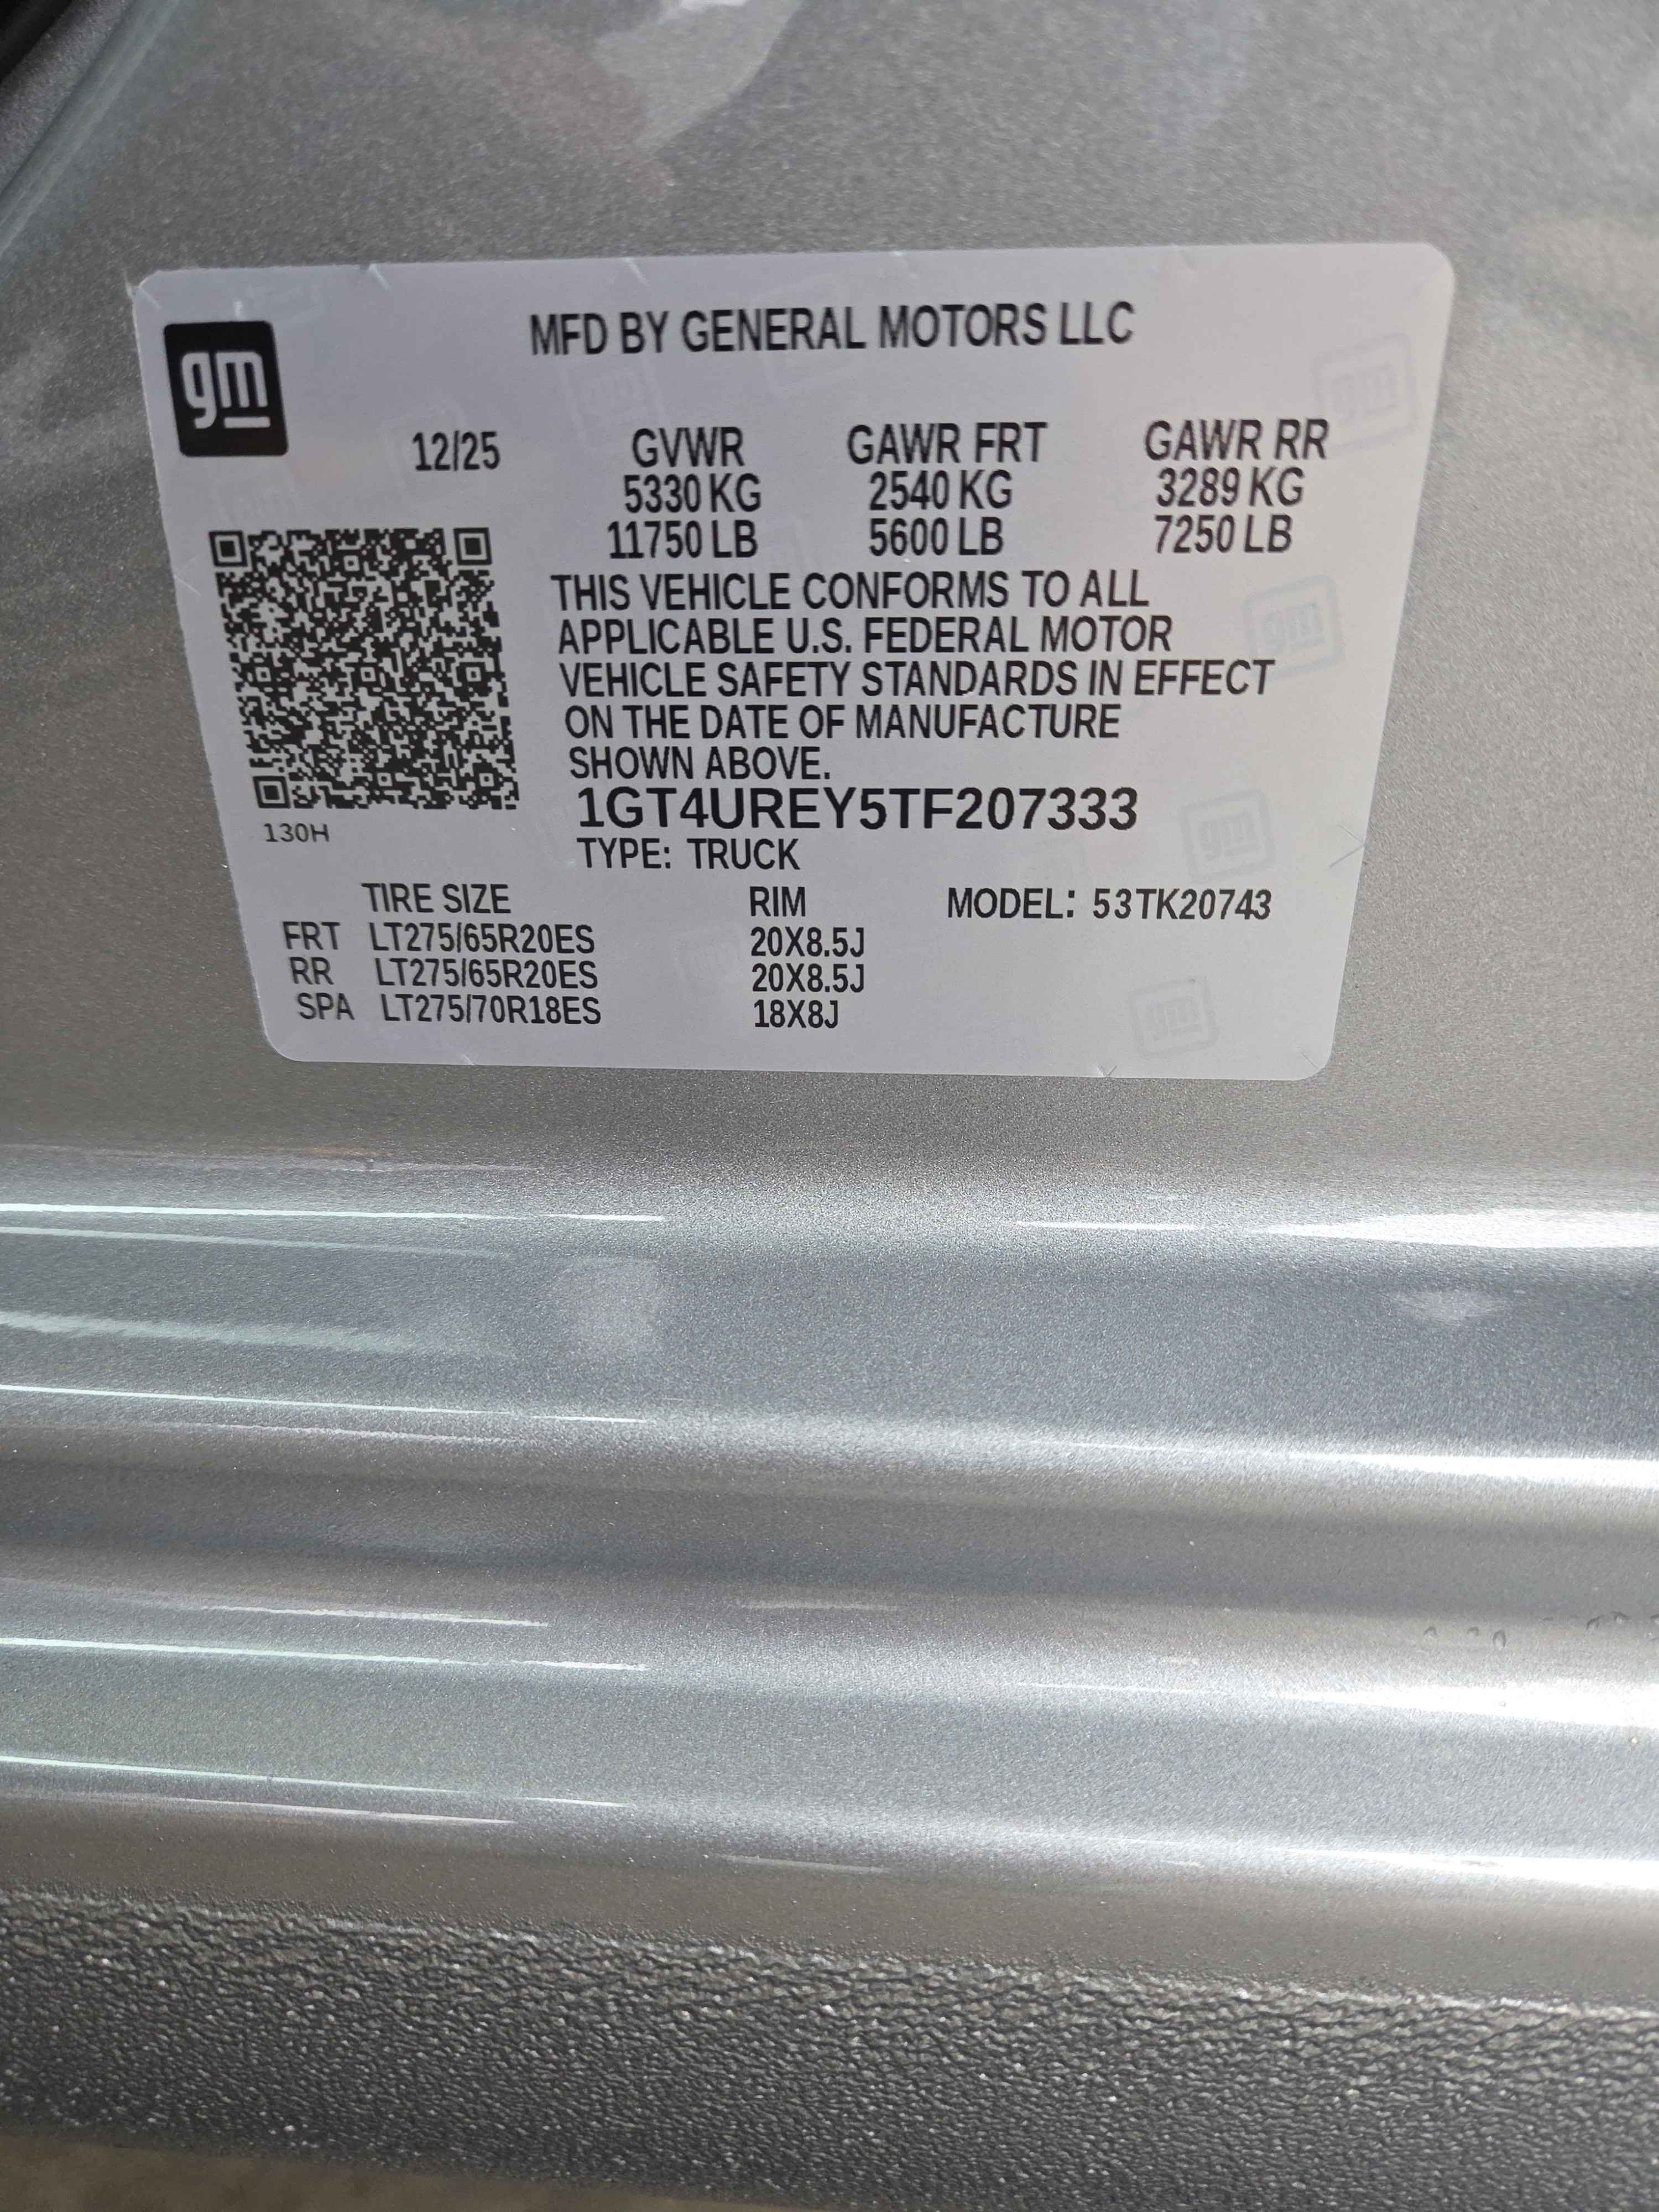 gm
MFD BY GENERAL MOTORS LLC
12/25 GVWR GAWR FRT GAWR RR
5330 KG 2540 KG 3289 KG
11750 LB 5600 LB 7250 LB
THIS VEHICLE CONFORMS TO ALL
APPLICABLE U.S. FEDERAL MOTOR
VEHICLE SAFETY STANDARDS IN EFFECT
ON THE DATE OF MANUFACTURE
SHOWN ABOVE.
130H
1GT4UREY5TF207333
TYPE: TRUCK
TIRE SIZE RIM MODEL: 53TK20743
FRT LT275/65R20ES 20X8.5J
RR LT275/65R20ES 20X8.5J
SPA LT275/70R18ES 18X8J